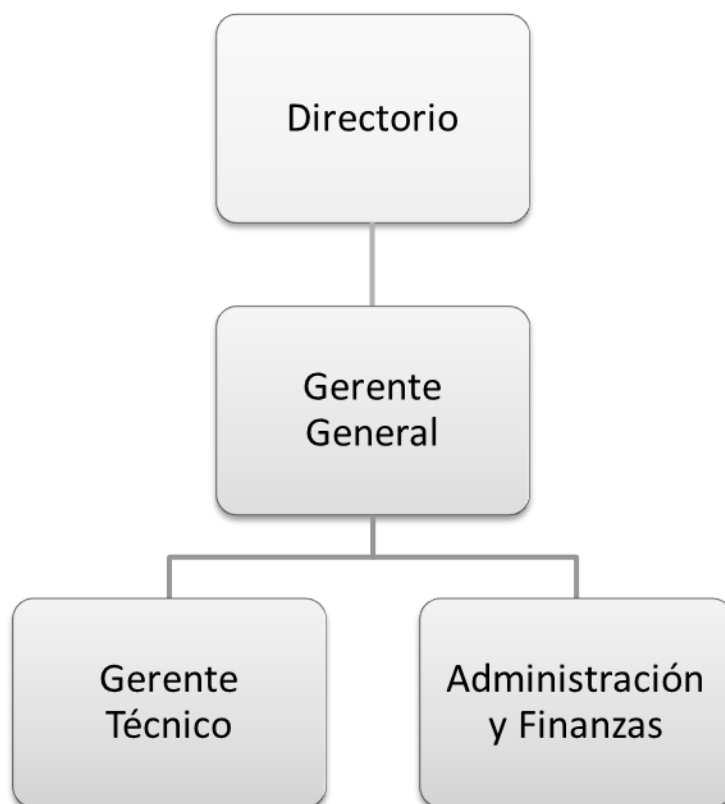 Directorio
Gerente
General
Gerente
Técnico
Administración
y Finanzas